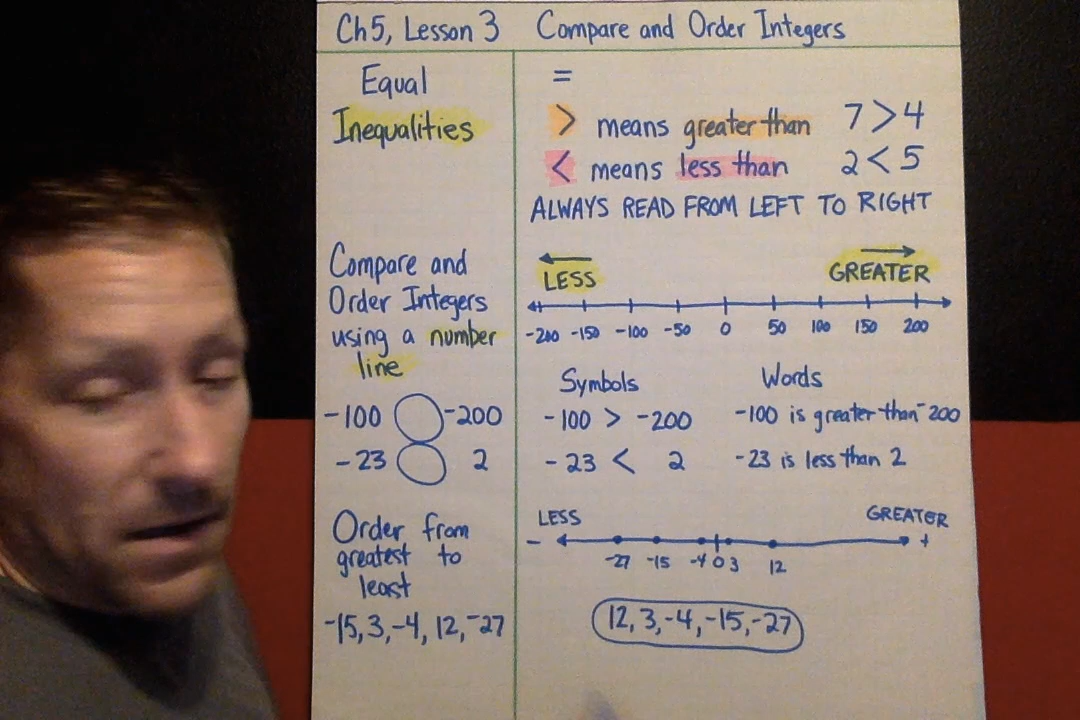 Ch 5, Lesson 3 Compare and Order Integers
Equal =
Inequalities > means greater than 7 > 4
< means less than 2 < 5
ALWAYS READ FROM LEFT TO RIGHT
Compare and
Order Integers
using a number
line
LESS GREATER
-200 -150 -100 -50 0 50 100 150 200
Symbols Words
-100 -200 -100 > -200 -100 is greater than -200
-23 2 -23 < 2 -23 is less than 2
Order from
greatest to
least
LESS GREATER
- +
-27 -15 -4 0 3 12
-15, 3, -4, 12, -27 12, 3, -4, -15, -27